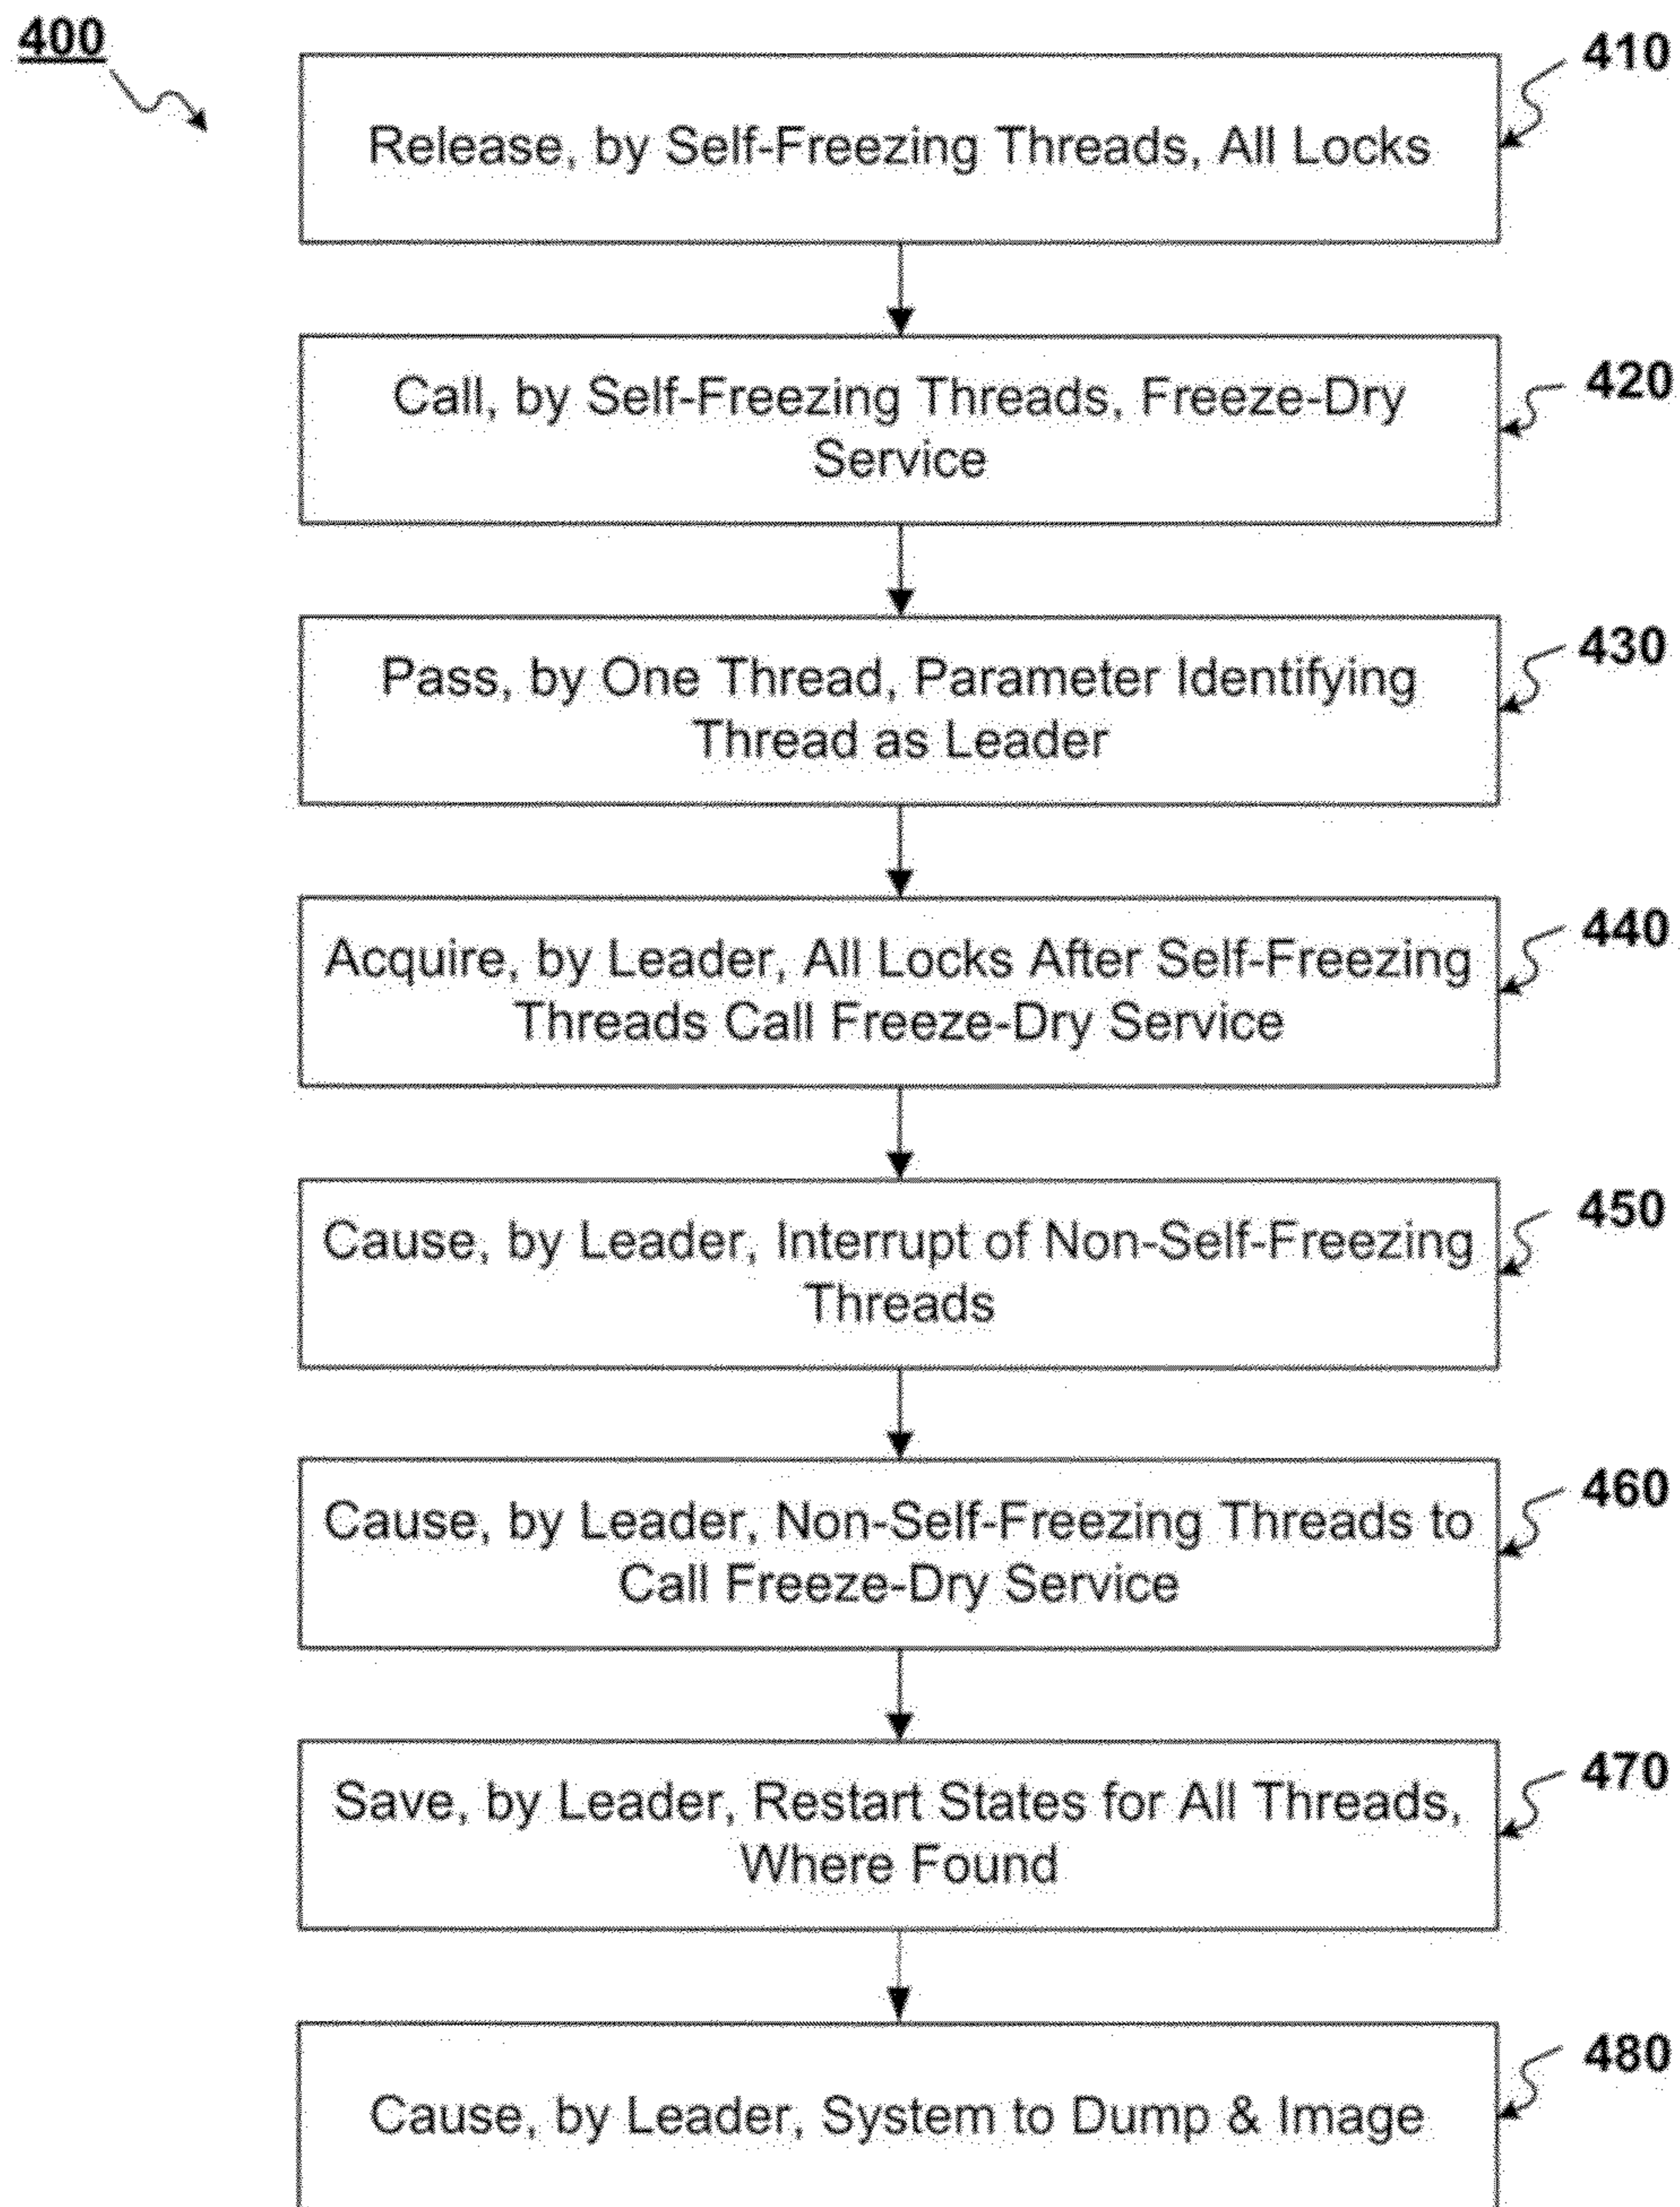 400
410
Release, by Self-Freezing Threads, All Locks
420
Call, by Self-Freezing Threads, Freeze-Dry
Service
430
Pass, by One Thread, Parameter Identifying
Thread as Leader
440
Acquire, by Leader, All Locks After Self-Freezing
Threads Call Freeze-Dry Service
450
Cause, by Leader, Interrupt of Non-Self-Freezing
Threads
460
Cause, by Leader, Non-Self-Freezing Threads to
Call Freeze-Dry Service
470
Save, by Leader, Restart States for All Threads,
Where Found
480
Cause, by Leader, System to Dump & Image